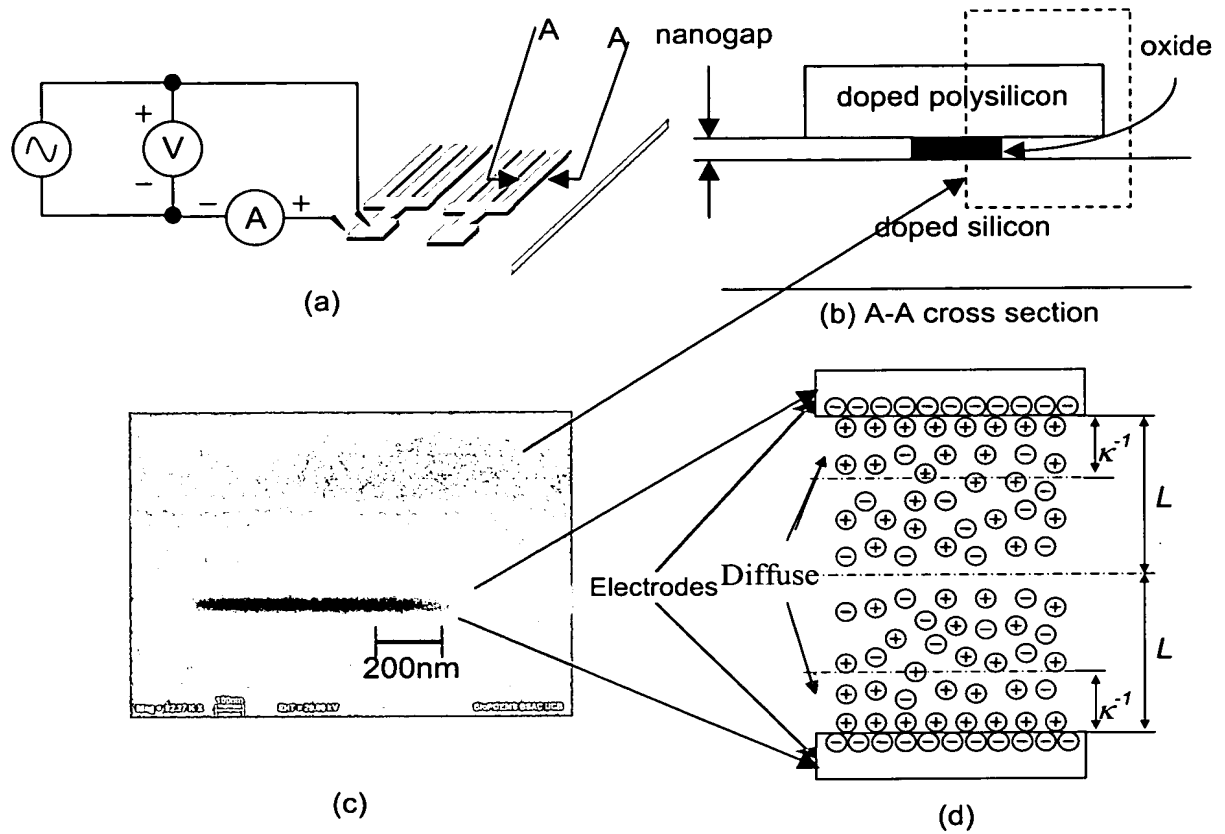 A
A
nanogap
oxide
doped polysilicon
+
V
−
−
A
+
doped silicon
(a)
(b) A-A cross section
κ⁻¹
L
Electrodes
Diffuse
200nm
L
κ⁻¹
(c)
(d)